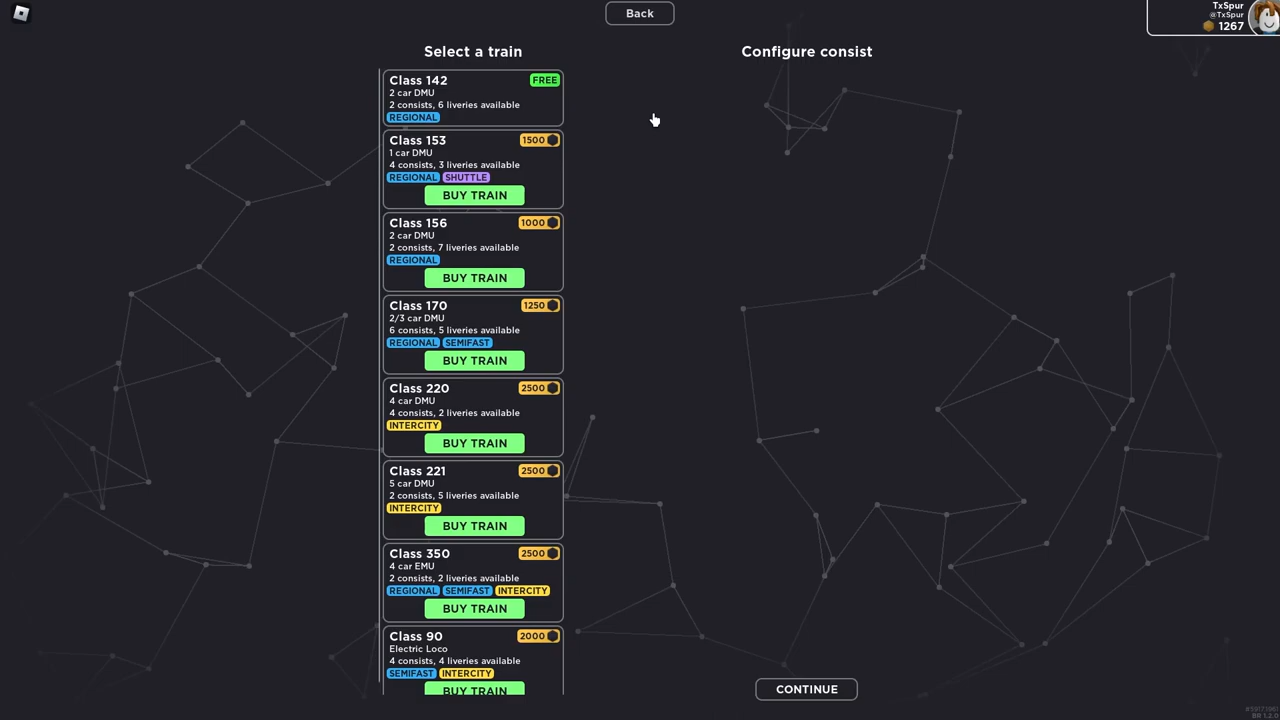 Back
TxSpur
@TxSpur
1267
Select a train
Configure consist
Class 142
FREE
2 car DMU
2 consists, 6 liveries available
REGIONAL
Class 153
1500
1 car DMU
4 consists, 3 liveries available
REGIONAL SHUTTLE
BUY TRAIN
Class 156
1000
2 car DMU
2 consists, 7 liveries available
REGIONAL
BUY TRAIN
Class 170
1250
2/3 car DMU
6 consists, 5 liveries available
REGIONAL SEMIFAST
BUY TRAIN
Class 220
2500
4 car DMU
4 consists, 2 liveries available
INTERCITY
BUY TRAIN
Class 221
2500
5 car DMU
2 consists, 5 liveries available
INTERCITY
BUY TRAIN
Class 350
2500
4 car EMU
2 consists, 2 liveries available
REGIONAL SEMIFAST INTERCITY
BUY TRAIN
Class 90
2000
Electric Loco
4 consists, 4 liveries available
SEMIFAST INTERCITY
BUY TRAIN
CONTINUE
BR 1.2.0